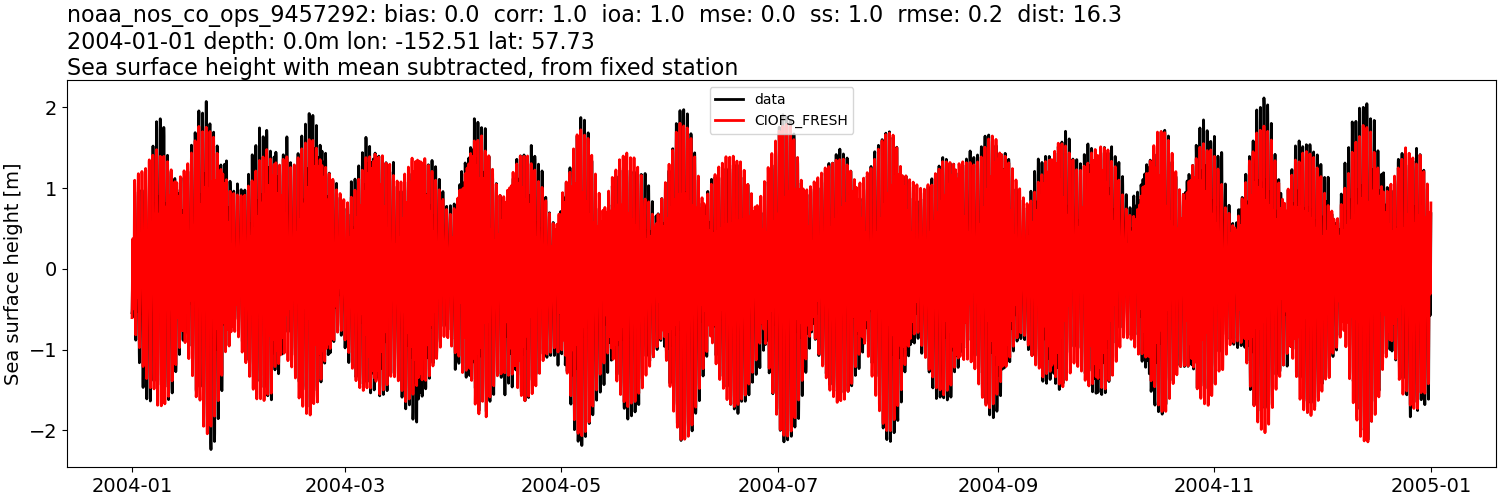 noaa_nos_co_ops_9457292: bias: 0.0  corr: 1.0  ioa: 1.0  mse: 0.0  ss: 1.0  rmse: 0.2  dist: 16.3
2004-01-01 depth: 0.0m lon: -152.51 lat: 57.73
Sea surface height with mean subtracted, from fixed station
data
CIOFS_FRESH
Sea surface height [m]
2
1
0
−1
−2
2004-01
2004-03
2004-05
2004-07
2004-09
2004-11
2005-01